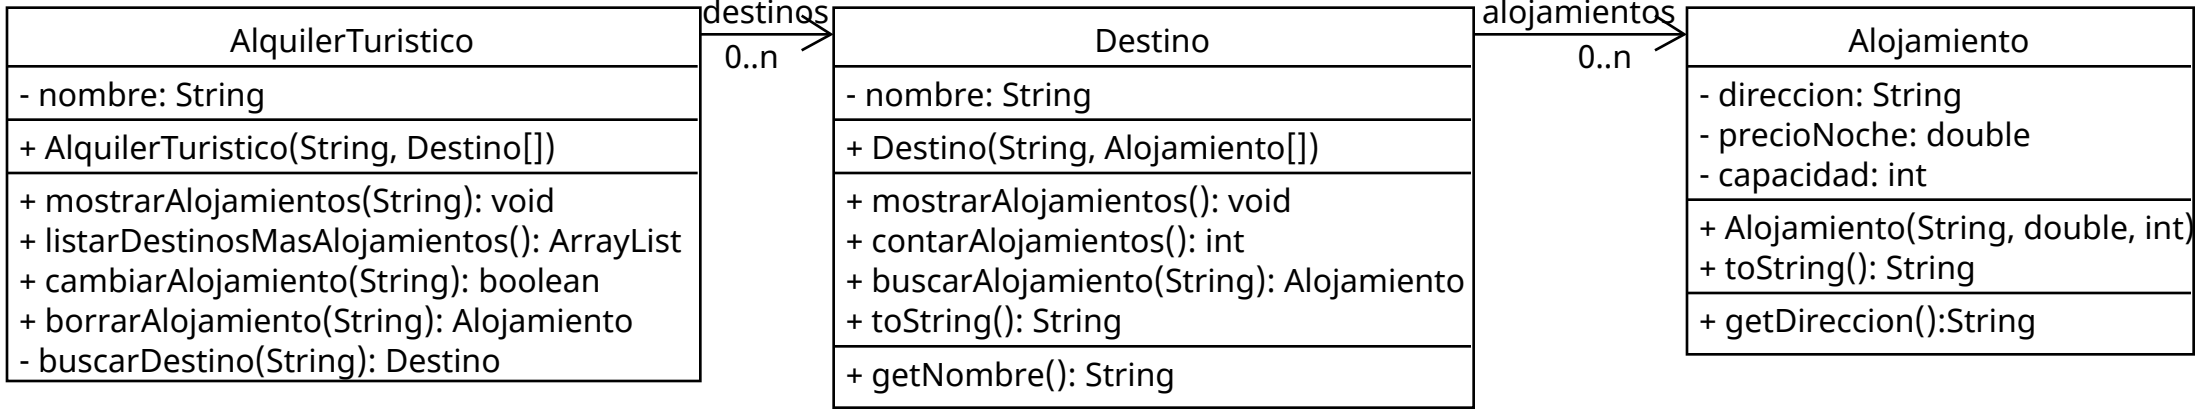 AlquilerTuristico
- nombre: String
+ AlquilerTuristico(String, Destino[])
+ mostrarAlojamientos(String): void
+ listarDestinosMasAlojamientos(): ArrayList
+ cambiarAlojamiento(String): boolean
+ borrarAlojamiento(String): Alojamiento
- buscarDestino(String): Destino
destinos
0..n
Destino
- nombre: String
+ Destino(String, Alojamiento[])
+ mostrarAlojamientos(): void
+ contarAlojamientos(): int
+ buscarAlojamiento(String): Alojamiento
+ toString(): String
+ getNombre(): String
alojamientos
0..n
Alojamiento
- direccion: String
- precioNoche: double
- capacidad: int
+ Alojamiento(String, double, int)
+ toString(): String
+ getDireccion():String